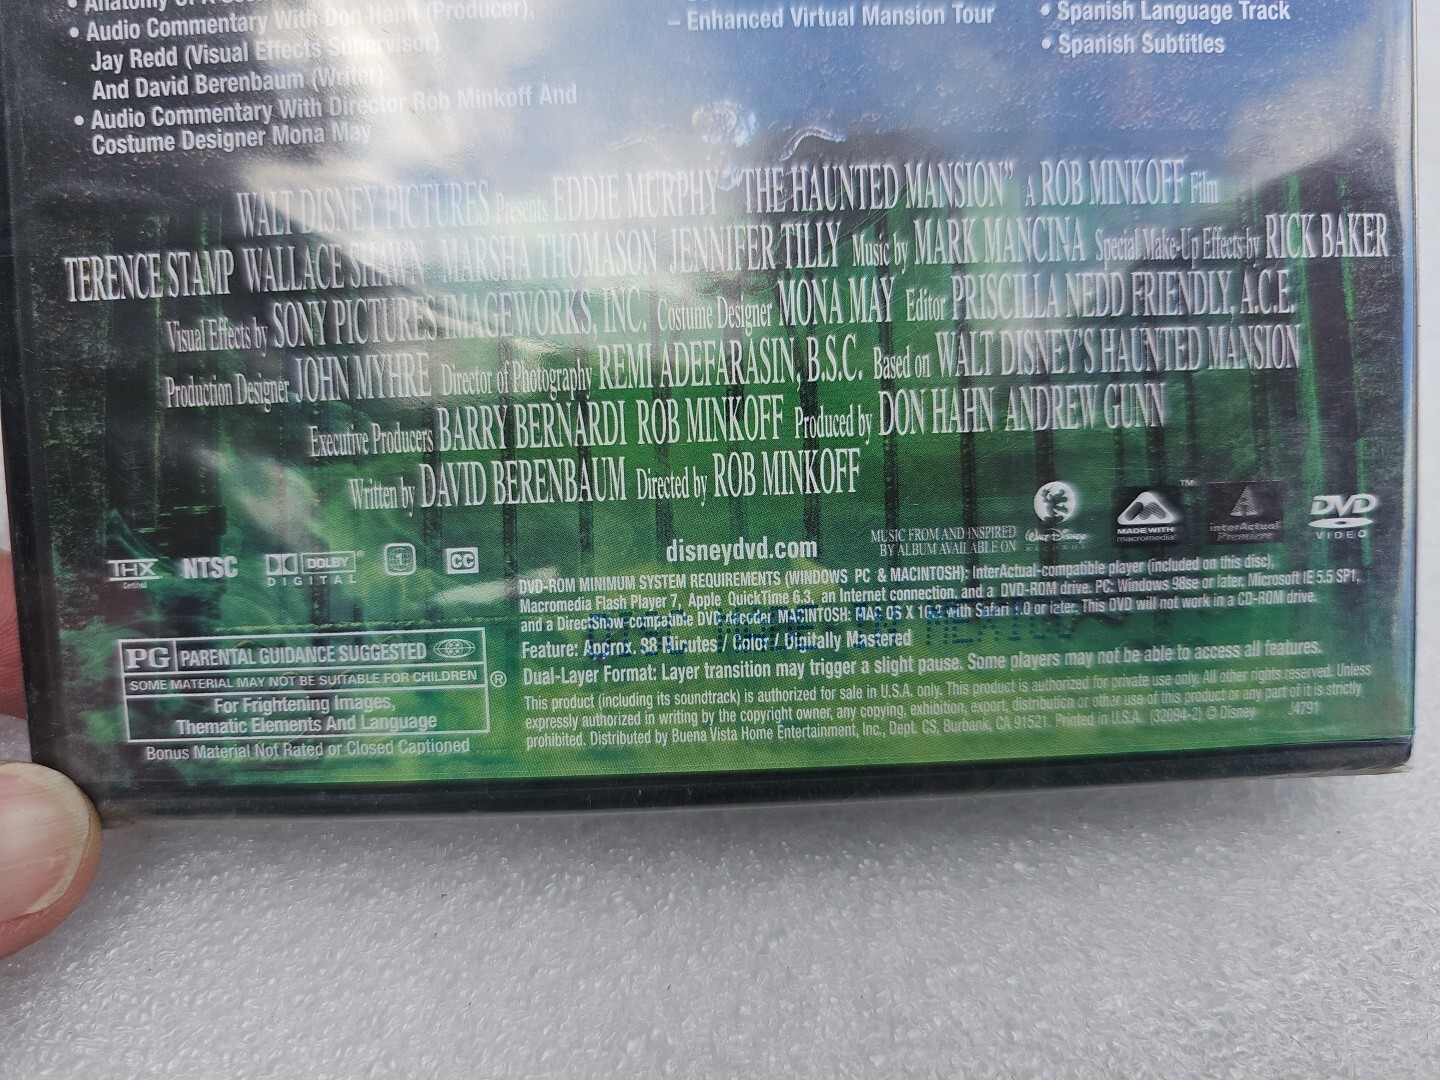 • Audio Commentary With Don Hahn (Producer),
Jay Redd (Visual Effects Supervisor)
And David Berenbaum (Writer)
• Audio Commentary With Director Rob Minkoff And
Costume Designer Mona May
– Enhanced Virtual Mansion Tour
• Spanish Language Track
• Spanish Subtitles
WALT DISNEY PICTURES Presents EDDIE MURPHY "THE HAUNTED MANSION" A ROB MINKOFF Film
TERENCE STAMP WALLACE SHAWN MARSHA THOMASON JENNIFER TILLY Music by MARK MANCINA Special Make-Up Effects by RICK BAKER
Visual Effects by SONY PICTURES IMAGEWORKS, INC. Costume Designer MONA MAY Editor PRISCILLA NEDD FRIENDLY, A.C.E.
Production Designer JOHN MYHRE Director of Photography REMI ADEFARASIN, B.S.C. Based on WALT DISNEY'S HAUNTED MANSION
Executive Producers BARRY BERNARDI ROB MINKOFF Produced by DON HAHN ANDREW GUNN
Written by DAVID BERENBAUM Directed by ROB MINKOFF
THX
Certified
NTSC
DOLBY
DIGITAL
1
CC
disneydvd.com
MUSIC FROM AND INSPIRED
BY ALBUM AVAILABLE ON
Walt Disney
RECORDS
MADE WITH
macromedia
TM
interActual
Premiere
DVD
VIDEO
DVD-ROM MINIMUM SYSTEM REQUIREMENTS (WINDOWS PC & MACINTOSH): InterActual-compatible player (included on this disc),
Macromedia Flash Player 7, Apple QuickTime 6.3, an Internet connection, and a DVD-ROM drive. PC: Windows 98se or later, Microsoft IE 5.5 SP1,
and a DirectShow-compatible DVD decoder. MACINTOSH: MAC OS X 10.2 with Safari 1.0 or later. This DVD will not work in a CD-ROM drive.
Feature: Approx. 98 Minutes / Color / Digitally Mastered
Dual-Layer Format: Layer transition may trigger a slight pause. Some players may not be able to access all features.
This product (including its soundtrack) is authorized for sale in U.S.A. only. This product is authorized for private use only. All other rights reserved. Unless
expressly authorized in writing by the copyright owner, any copying, exhibition, export, distribution or other use of this product or any part of it is strictly
prohibited. Distributed by Buena Vista Home Entertainment, Inc., Dept. CS, Burbank, CA 91521. Printed in U.S.A. (32094-2) © Disney J4791
PG PARENTAL GUIDANCE SUGGESTED
SOME MATERIAL MAY NOT BE SUITABLE FOR CHILDREN ®
For Frightening Images,
Thematic Elements And Language
Bonus Material Not Rated or Closed Captioned